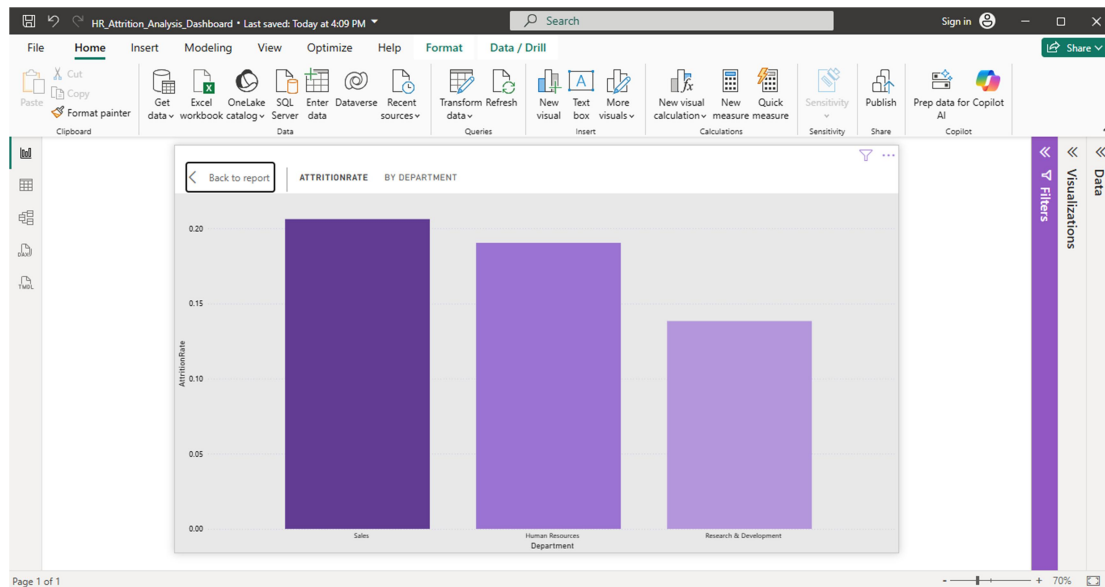 HR_Attrition_Analysis_Dashboard • Last saved: Today at 4:09 PM
Search
Sign in
File Home Insert Modeling View Optimize Help Format Data / Drill
Share
Paste
Cut
Copy
Format painter
Clipboard
Get data
Excel workbook
OneLake catalog
SQL Server
Enter data
Dataverse
Recent sources
Data
Transform data
Refresh
Queries
New visual
Text box
More visuals
Insert
New visual calculation
New measure
Quick measure
Calculations
Sensitivity
Sensitivity
Publish
Share
Prep data for AI
Copilot
Copilot
DAX
TMDL
Back to report
ATTRITIONRATE BY DEPARTMENT
0.20
0.15
0.10
0.05
0.00
AttritionRate
Sales Human Resources Research & Development
Department
Filters
Visualizations
Data
Page 1 of 1
- + 70%